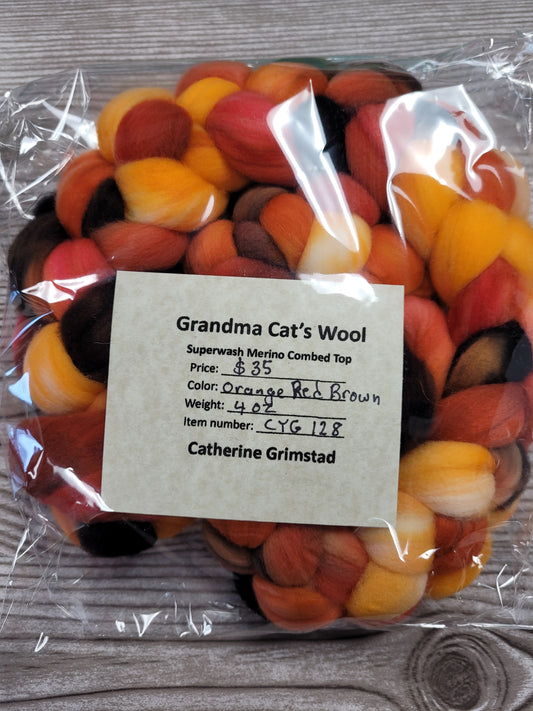 Grandma Cat's Wool
Superwash Merino Combed Top
Price: $35
Color: Orange Red Brown
Weight: 4oz
Item number: CYG 128
Catherine Grimstad